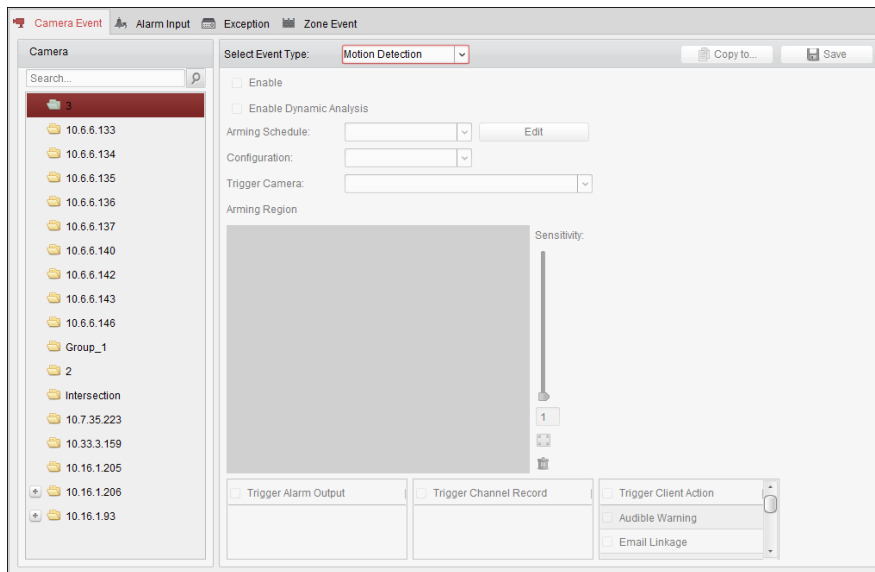 Camera Event Alarm Input Exception Zone Event
Camera
Search...
3
10.6.6.133
10.6.6.134
10.6.6.135
10.6.6.136
10.6.6.137
10.6.6.140
10.6.6.142
10.6.6.143
10.6.6.146
Group_1
2
Intersection
10.7.35.223
10.33.3.159
10.16.1.205
10.16.1.206
10.16.1.93
Select Event Type: Motion Detection Copy to... Save
Enable
Enable Dynamic Analysis
Arming Schedule: Edit
Configuration:
Trigger Camera:
Arming Region
Sensitivity:
1
Trigger Alarm Output
Trigger Channel Record
Trigger Client Action
Audible Warning
Email Linkage